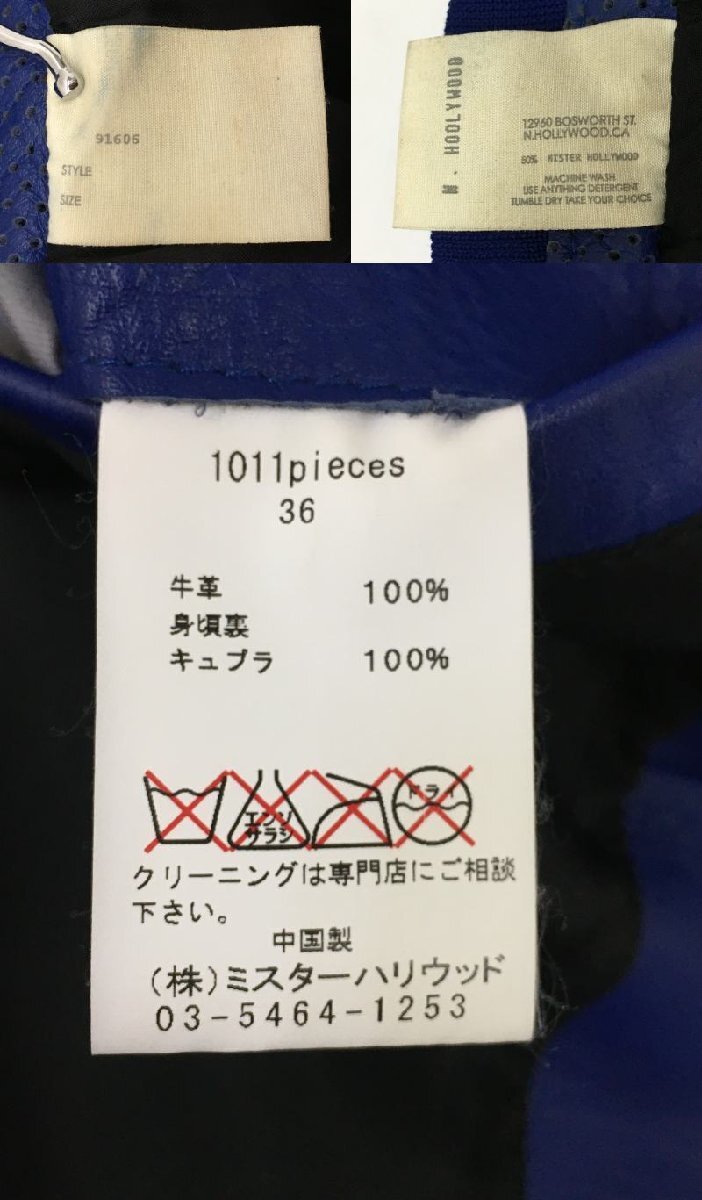 91605
STYLE
SIZE
N. HOOLYWOOD
12960 BOSWORTH ST.
N.HOLLYWOOD.CA
50% MISTER HOLLYWOOD
MACHINE WASH
USE ANYTHING DETERGENT
TUMBLE DRY TAKE YOUR CHOICE
1011pieces
36
牛革 100%
身頃裏
キュプラ 100%
エンソ
サラシ
ドライ
クリーニングは専門店にご相談
下さい。
中国製
(株)ミスターハリウッド
03-5464-1253